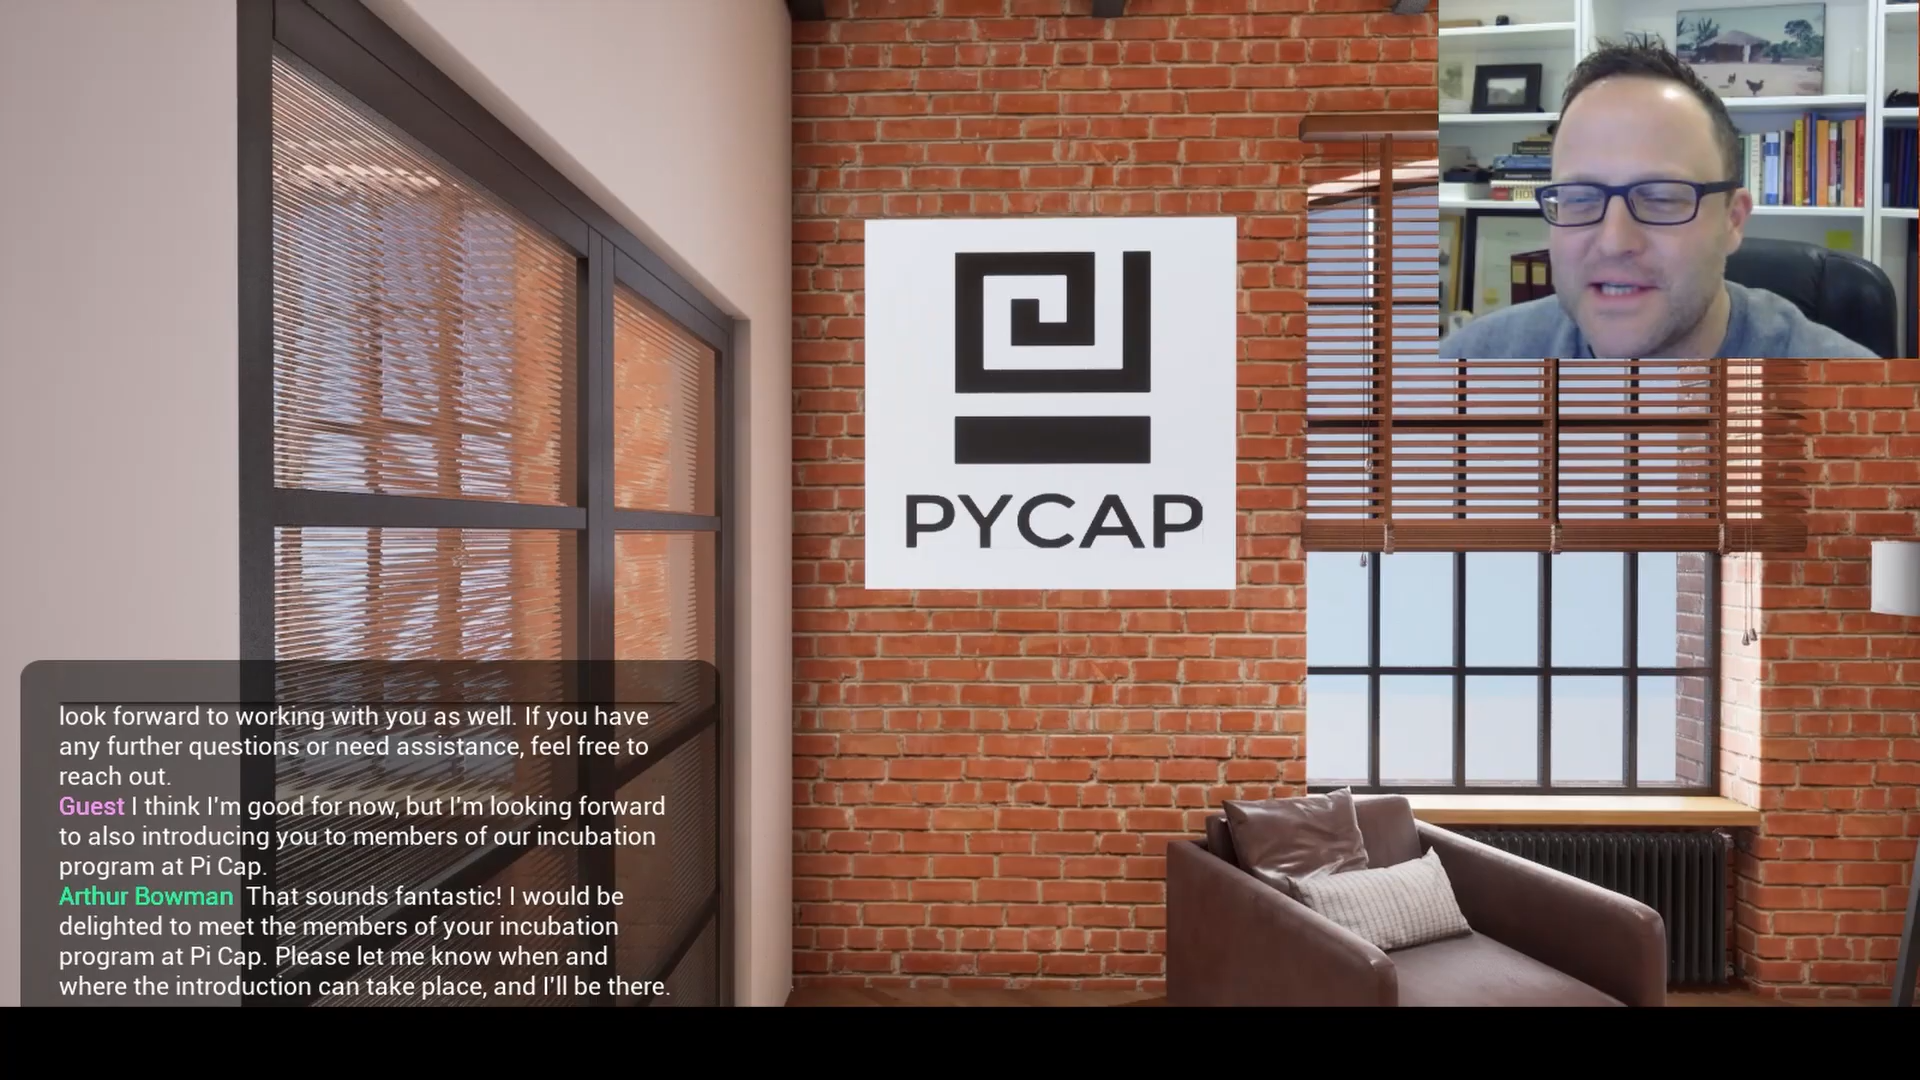 PYCAP
look forward to working with you as well. If you have
any further questions or need assistance, feel free to
reach out.
Guest I think I'm good for now, but I'm looking forward
to also introducing you to members of our incubation
program at Pi Cap.
Arthur Bowman That sounds fantastic! I would be
delighted to meet the members of your incubation
program at Pi Cap. Please let me know when and
where the introduction can take place, and I'll be there.